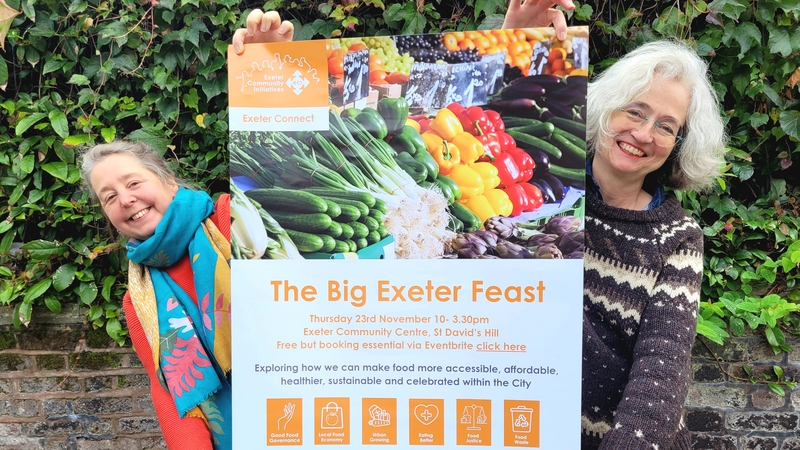 Exeter
Community
Initiatives
Exeter Connect
The Big Exeter Feast
Thursday 23rd November 10- 3.30pm
Exeter Community Centre, St David's Hill
Free but booking essential via Eventbrite click here
Exploring how we can make food more accessible, affordable,
healthier, sustainable and celebrated within the City
Good Food
Governance
Local Food
Economy
Urban
Growing
Eating
Better
Food
Justice
Food
Waste